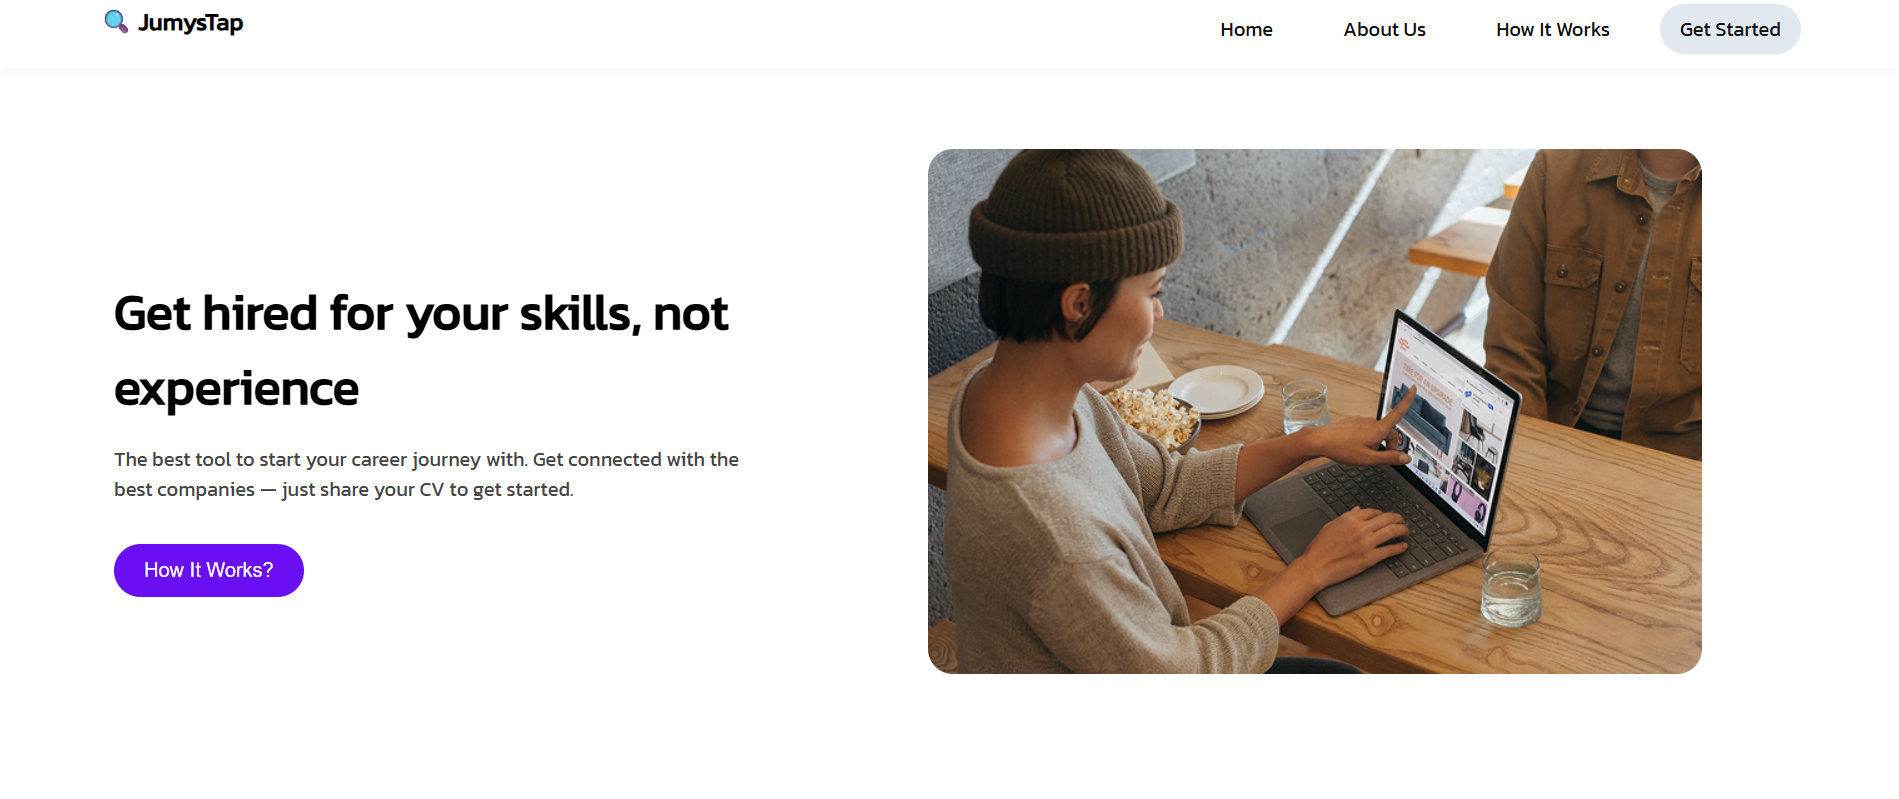 JumysTap
Home
About Us
How It Works
Get Started
Get hired for your skills, not
experience
The best tool to start your career journey with. Get connected with the
best companies — just share your CV to get started.
How It Works?